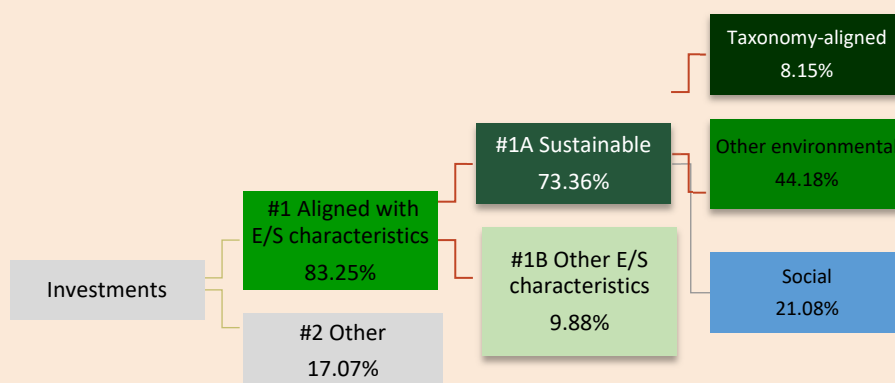 Taxonomy-aligned
8.15%
#1A Sustainable
73.36%
Other environmenta
44.18%
#1 Aligned with
E/S characteristics
83.25%
#1B Other E/S
characteristics
9.88%
Social
21.08%
Investments
#2 Other
17.07%